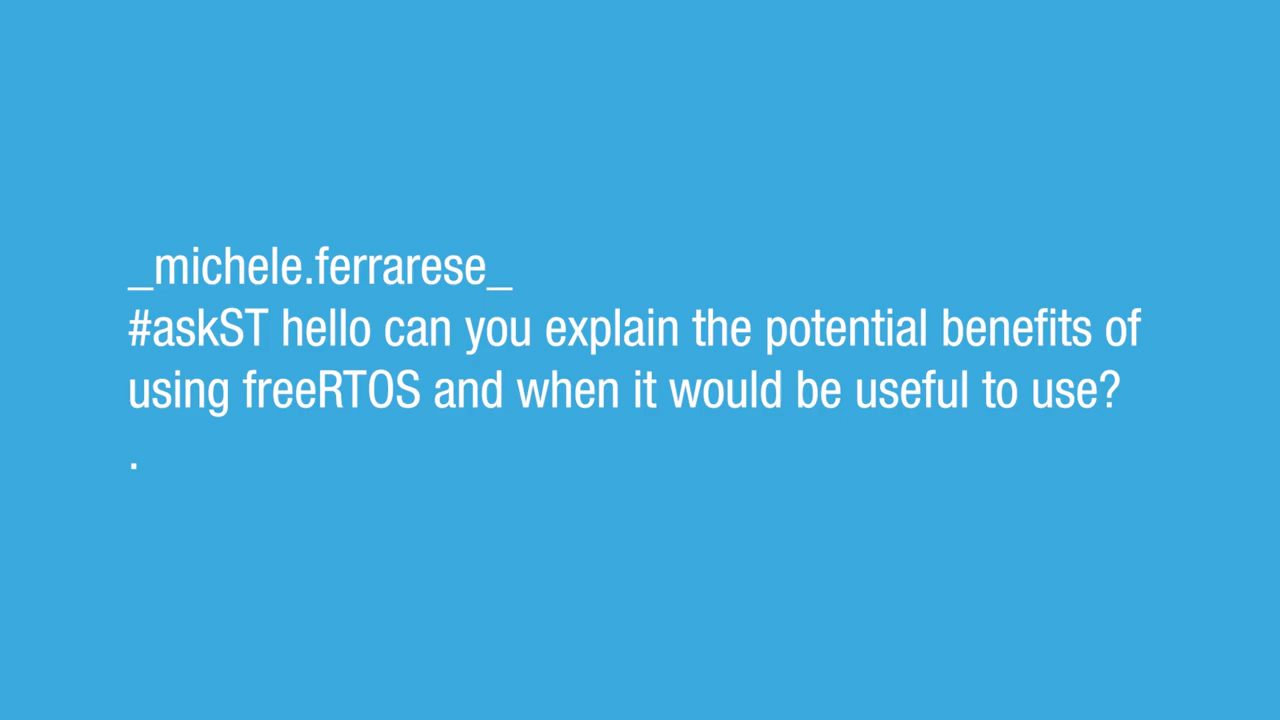 _michele.ferrarese_
#askST hello can you explain the potential benefits of
using freeRTOS and when it would be useful to use?
.